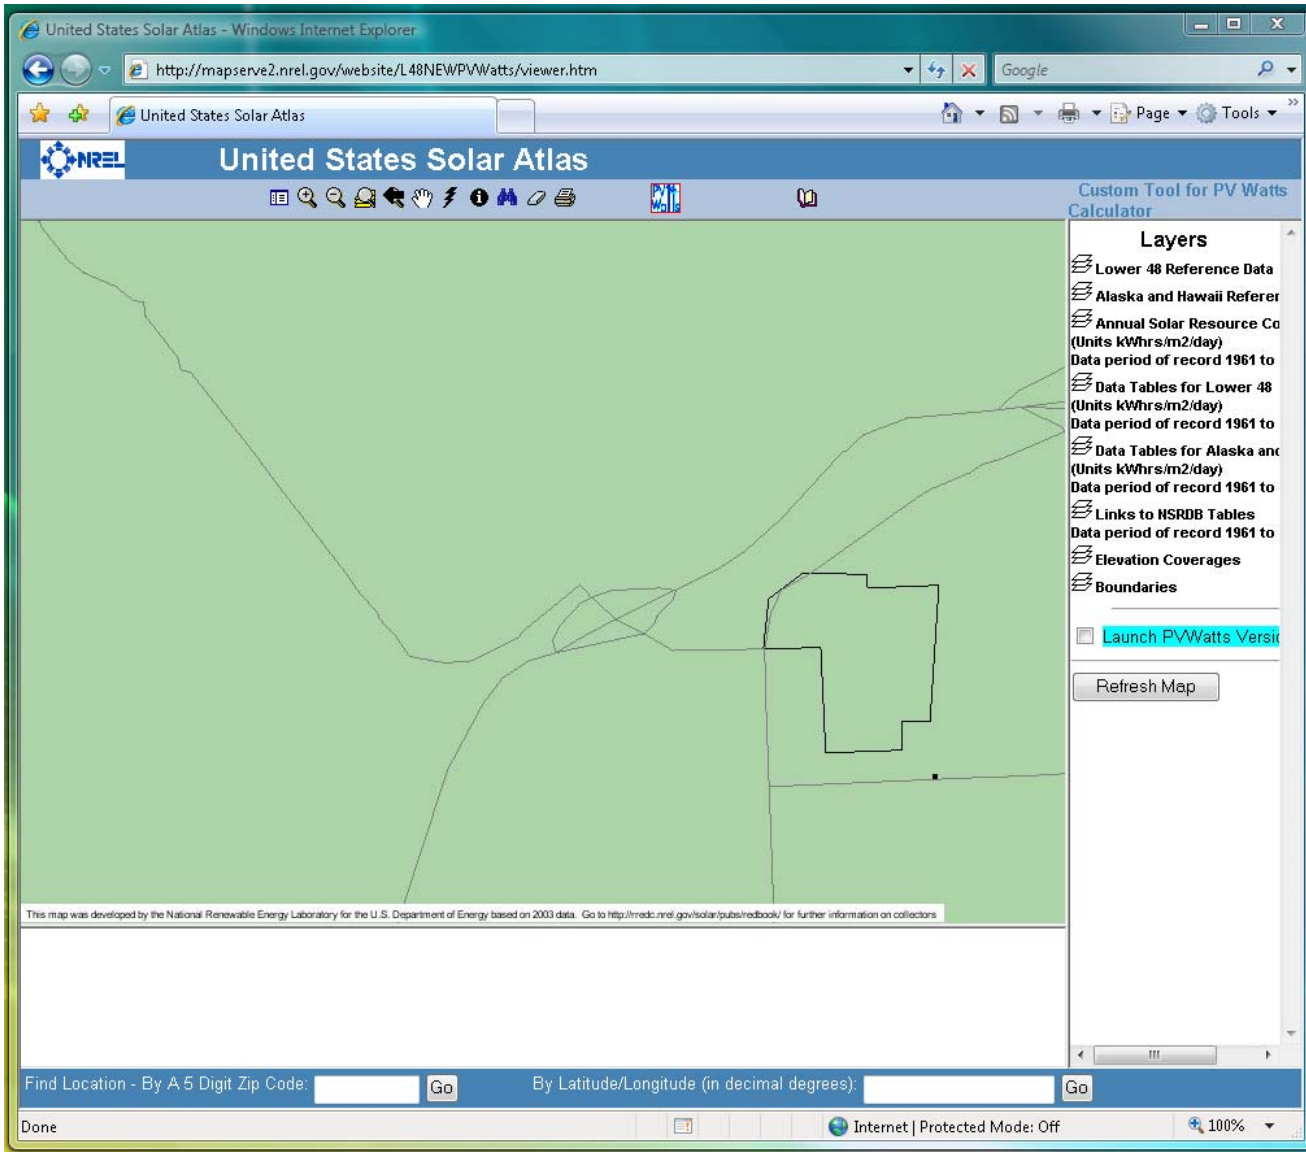 United States Solar Atlas - Windows Internet Explorer
http://mapserve2.nrel.gov/website/L48NEWPVWatts/viewer.htm
Google
United States Solar Atlas
Page
Tools
NREL
United States Solar Atlas
PV Watts
Custom Tool for PV Watts
Calculator
Layers
Lower 48 Reference Data
Alaska and Hawaii Referen
Annual Solar Resource Co
(Units kWhrs/m2/day)
Data period of record 1961 to
Data Tables for Lower 48
(Units kWhrs/m2/day)
Data period of record 1961 to
Data Tables for Alaska and
(Units kWhrs/m2/day)
Data period of record 1961 to
Links to NSRDB Tables
Data period of record 1961 to
Elevation Coverages
Boundaries
Launch PVWatts Versio
Refresh Map
This map was developed by the National Renewable Energy Laboratory for the U.S. Department of Energy based on 2003 data. Go to http://rredc.nrel.gov/solar/pubs/redbook/ for further information on collectors
Find Location - By A 5 Digit Zip Code:
Go
By Latitude/Longitude (in decimal degrees):
Go
Done
Internet | Protected Mode: Off
100%